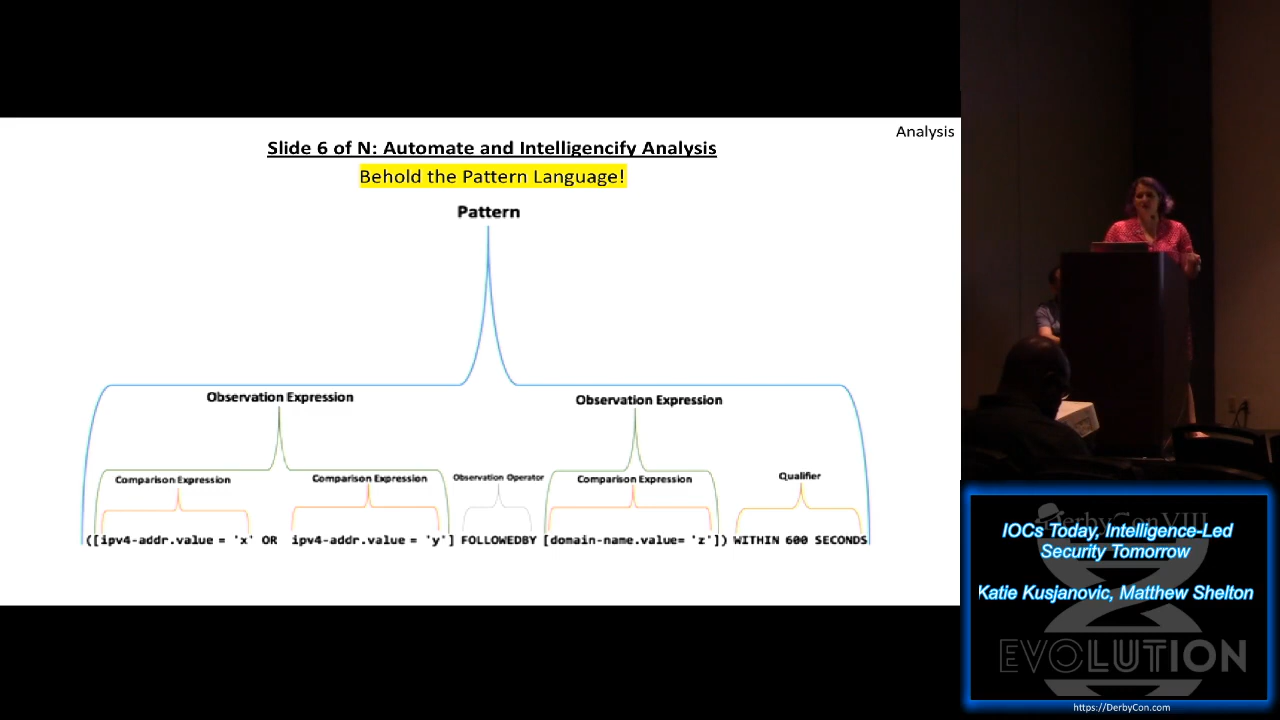 Analysis
Slide 6 of N: Automate and Intelligencify Analysis
Behold the Pattern Language!
Pattern
Observation Expression
Observation Expression
Comparison Expression
Comparison Expression
Observation Operator
Comparison Expression
Qualifier
([ipv4-addr.value = 'x' OR ipv4-addr.value = 'y'] FOLLOWEDBY [domain-name.value= 'z']) WITHIN 600 SECONDS
DerbyCon VIII
IOCs Today, Intelligence-Led
Security Tomorrow
Katie Kusjanovic, Matthew Shelton
EVOLUTION
https://DerbyCon.com